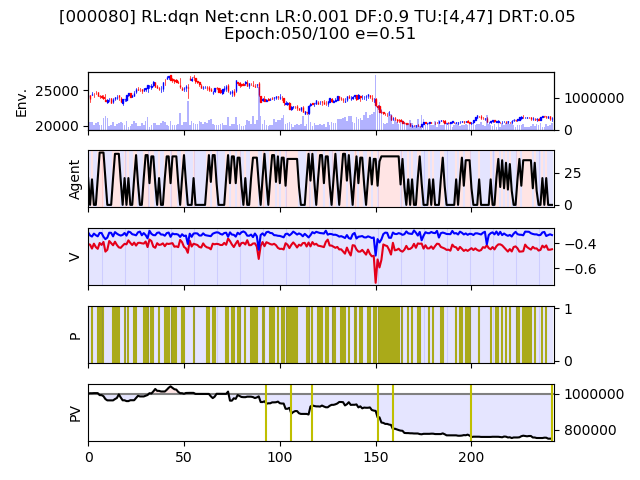 [000080] RL:dqn Net:cnn LR:0.001 DF:0.9 TU:[4,47] DRT:0.05
Epoch:050/100 e=0.51
Env.
25000
20000
1000000
0
Agent
25
0
V
−0.4
−0.6
P
1
0
PV
1000000
800000
0
50
100
150
200